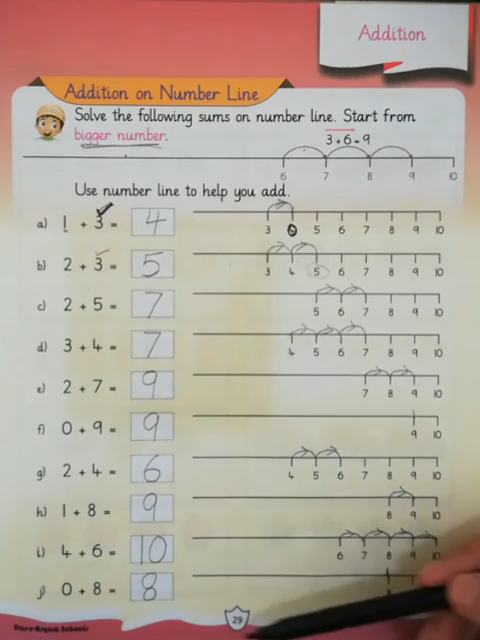 Addition
Addition on Number Line
Solve the following sums on number line. Start from
bigger number.
3+6=9
6 7 8 9 10
Use number line to help you add.
a) 1 + 3 = 4 3 4 5 6 7 8 9 10
b) 2 + 3 = 5 3 4 5 6 7 8 9 10
c) 2 + 5 = 7 5 6 7 8 9 10
d) 3 + 4 = 7 4 5 6 7 8 9 10
e) 2 + 7 = 9 7 8 9 10
f) 0 + 9 = 9 9 10
g) 2 + 4 = 6 4 5 6 7 8 9 10
h) 1 + 8 = 9 8 9 10
i) 4 + 6 = 10 6 7 8 9 10
j) 0 + 8 = 8
29
Dar-e-Arqam Schools